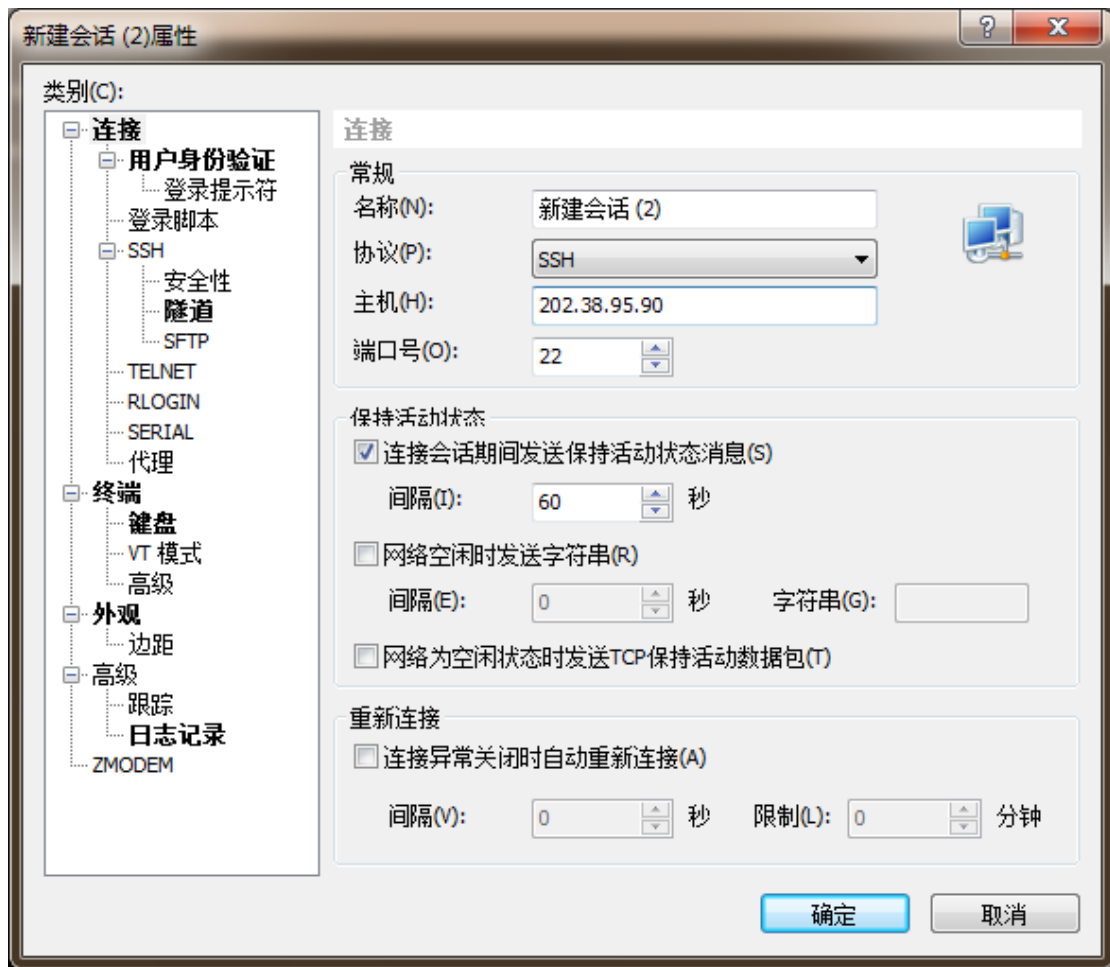 新建会话 (2)属性
类别(C):
连接
用户身份验证
登录提示符
登录脚本
SSH
安全性
隧道
SFTP
TELNET
RLOGIN
SERIAL
代理
终端
键盘
VT 模式
高级
外观
边距
高级
跟踪
日志记录
ZMODEM
连接
常规
名称(N): 新建会话 (2)
协议(P): SSH
主机(H): 202.38.95.90
端口号(O): 22
保持活动状态
连接会话期间发送保持活动状态消息(S)
间隔(I): 60 秒
网络空闲时发送字符串(R)
间隔(E): 0 秒 字符串(G):
网络为空闲状态时发送TCP保持活动数据包(T)
重新连接
连接异常关闭时自动重新连接(A)
间隔(V): 0 秒 限制(L): 0 分钟
确定 取消